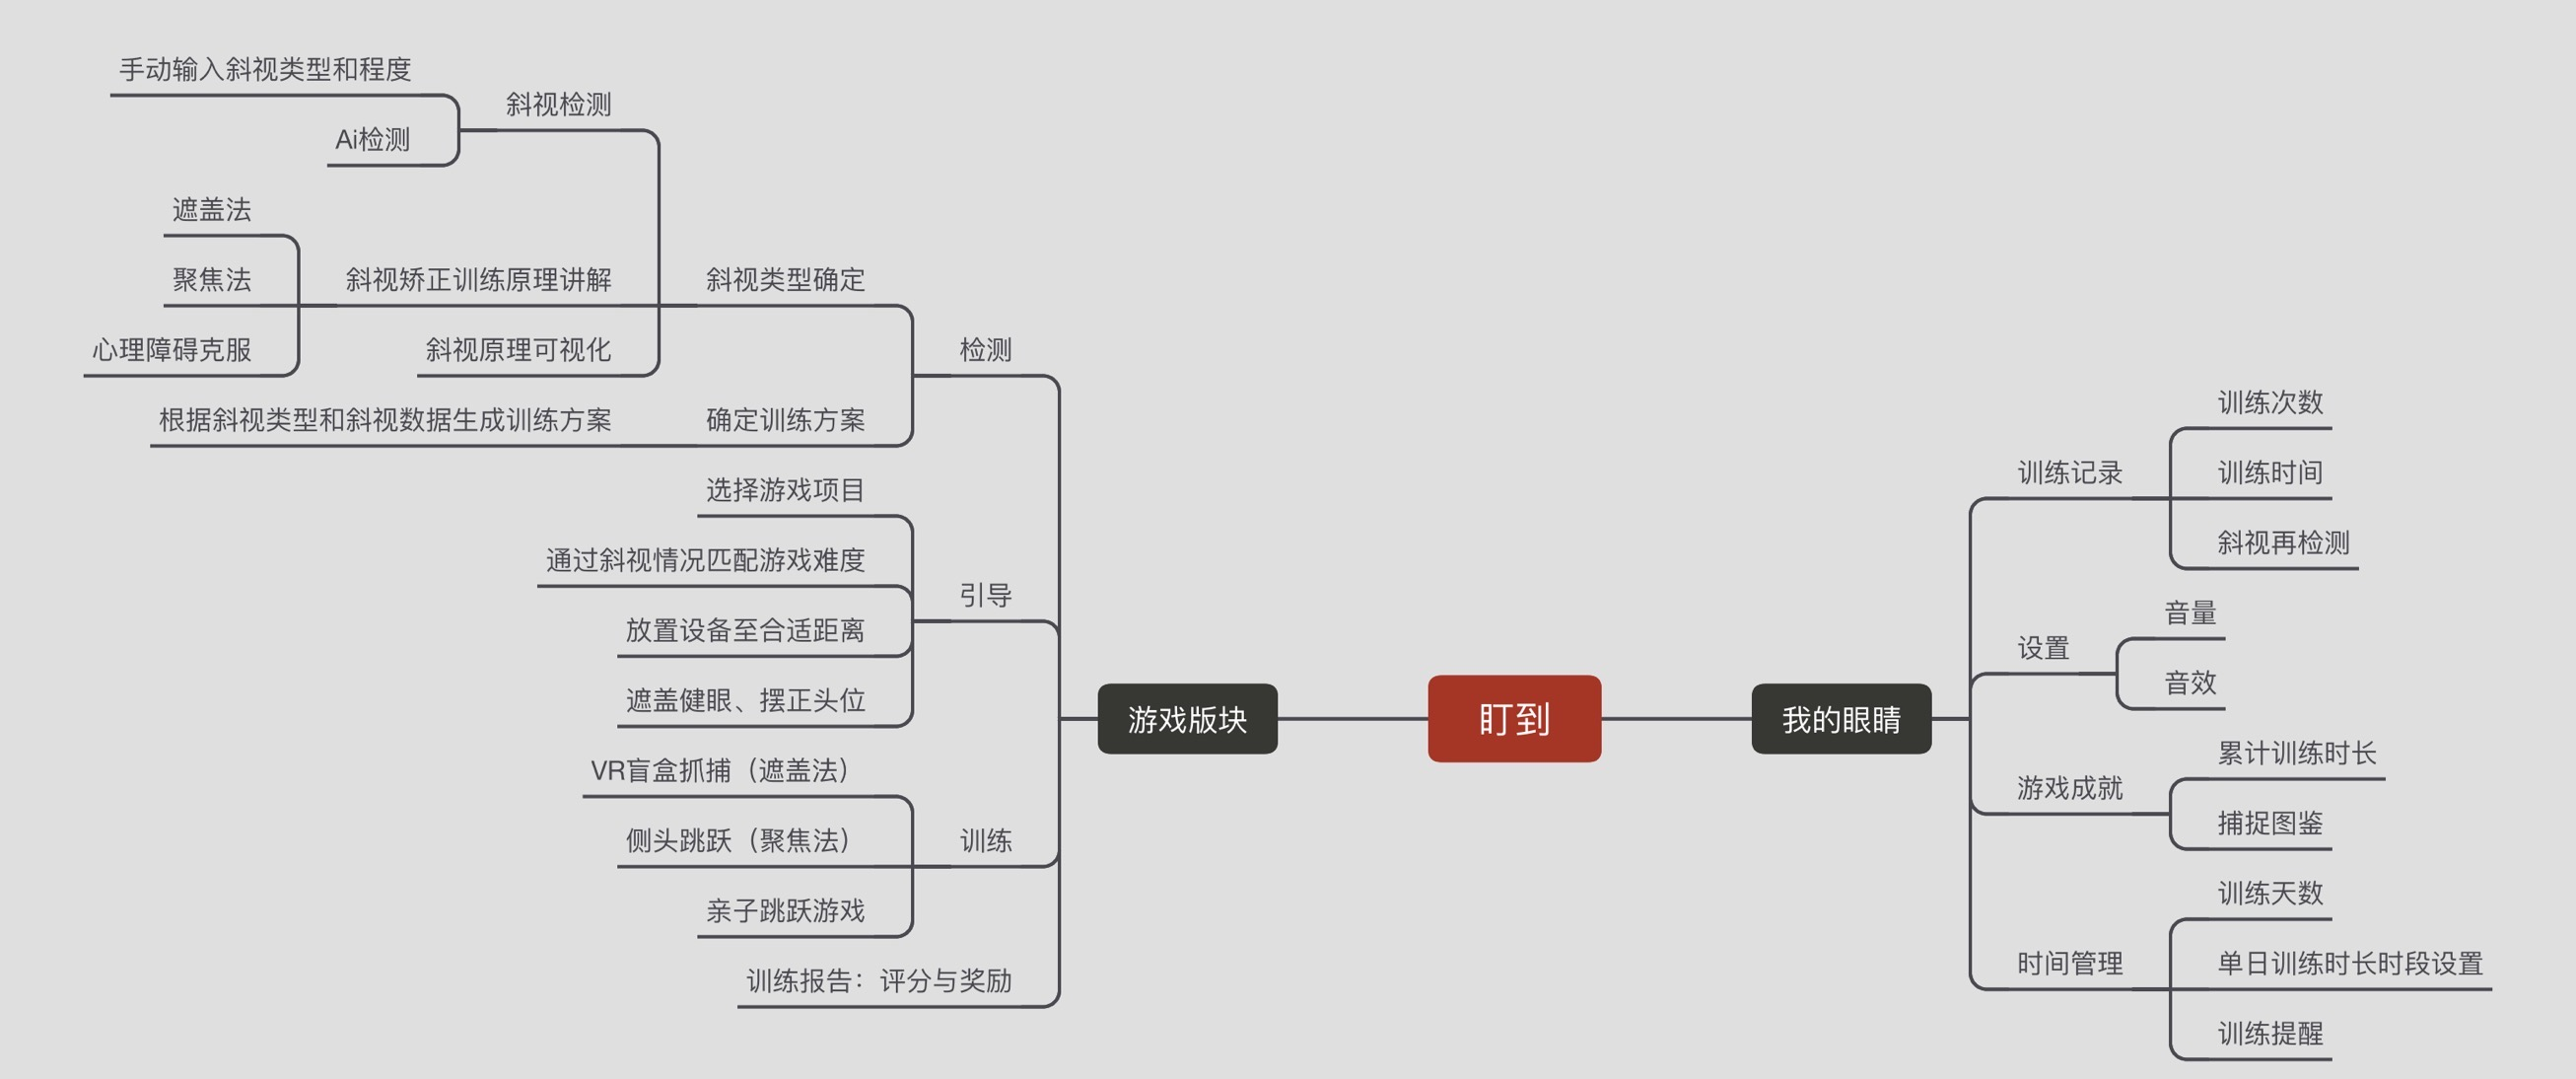 手动输入斜视类型和程度
斜视检测
Ai检测
遮盖法
聚焦法
斜视矫正训练原理讲解
斜视类型确定
心理障碍克服
斜视原理可视化
检测
根据斜视类型和斜视数据生成训练方案
确定训练方案
选择游戏项目
通过斜视情况匹配游戏难度
引导
放置设备至合适距离
遮盖健眼、摆正头位
VR盲盒抓捕（遮盖法）
侧头跳跃（聚焦法）
训练
亲子跳跃游戏
训练报告：评分与奖励
游戏版块
盯到
我的眼睛
训练次数
训练记录
训练时间
斜视再检测
音量
设置
音效
累计训练时长
游戏成就
捕捉图鉴
训练天数
时间管理
单日训练时长时段设置
训练提醒